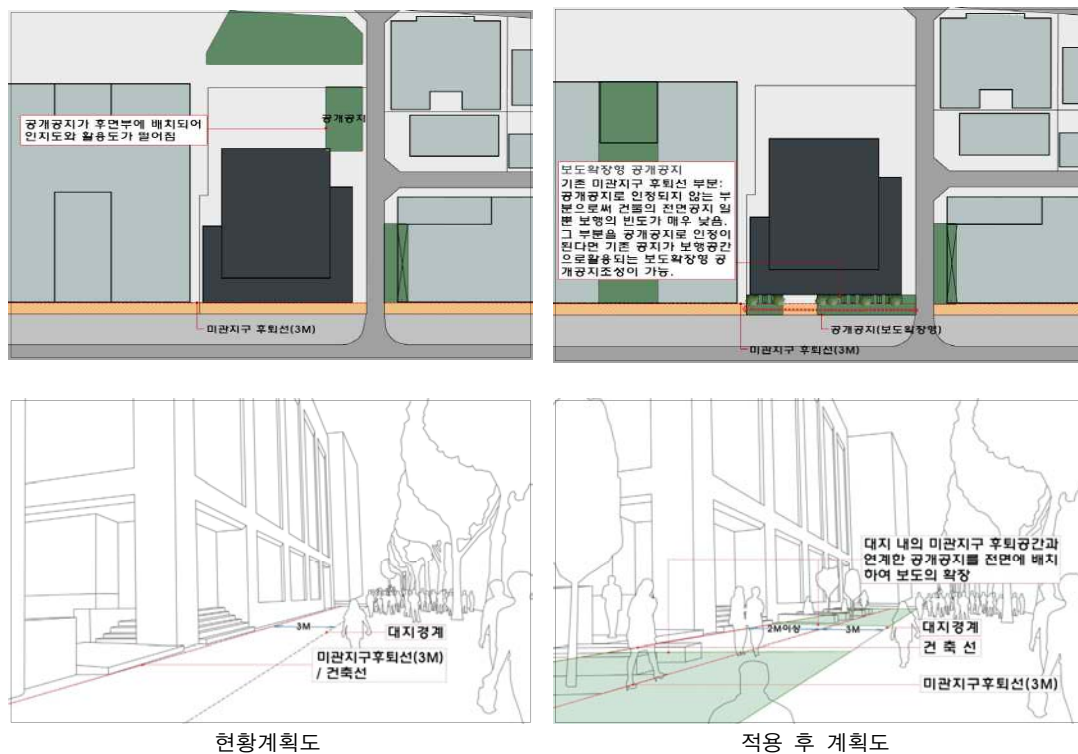 공개공지가 후면부에 배치되어
인지도와 활용도가 떨어짐
공개공지
미관지구 후퇴선(3M)
보도확장형 공개공지
기존 미관지구 후퇴선 부분:
공개공지로 인정되지 않는 부
분으로써 건물의 전면공지 일
뿐 보행의 빈도가 매우 낮음.
그 부분을 공개공지로 인정이
된다면 기존 공지가 보행공간
으로활용되는 보도확장형 공
개공지조성이 가능.
공개공지(보도확장형)
미관지구 후퇴선(3M)
3M
대지경계
미관지구후퇴선(3M)
/ 건축선
대지 내의 미관지구 후퇴공간과
연계한 공개공지를 전면에 배치
하여 보도의 확장
2M이상
3M
대지경계
건 축 선
미관지구후퇴선(3M)
현황계획도
적용 후 계획도